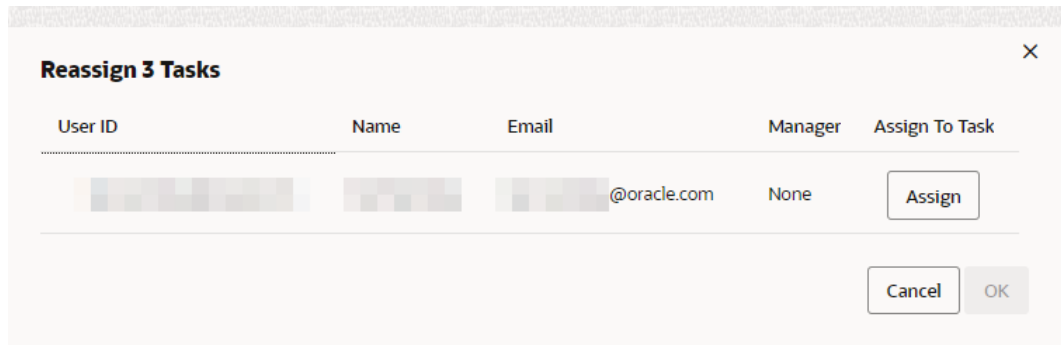 Reassign 3 Tasks
User ID Name Email Manager Assign To Task
@oracle.com None Assign
Cancel OK